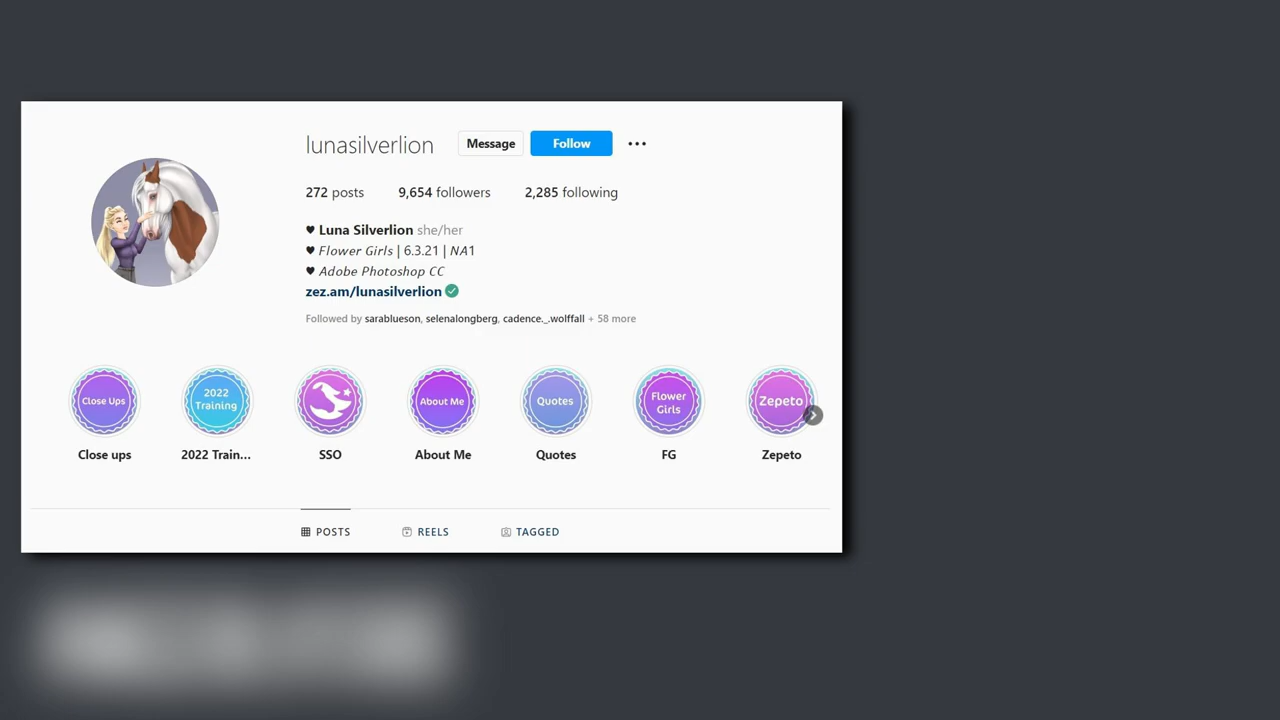 lunasilverlion Message Follow
272 posts 9,654 followers 2,285 following
♥ Luna Silverlion she/her
♥ Flower Girls | 6.3.21 | NA1
♥ Adobe Photoshop CC
zez.am/lunasilverlion
Followed by sarablueson, selenalongberg, cadence._.wolffall + 58 more
Close Ups
2022 Training
About Me
Quotes
Flower Girls
Zepeto
Close ups 2022 Train... SSO About Me Quotes FG Zepeto
POSTS REELS TAGGED